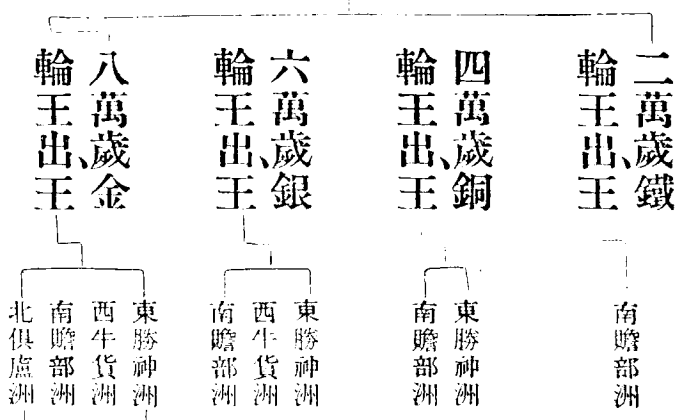 二萬歲鐵
輪王出、王
南贍部洲
四萬歲銅
輪王出、王
東勝神洲
南贍部洲
六萬歲銀
輪王出、王
東勝神洲
西牛貨洲
南贍部洲
八萬歲金
輪王出、王
東勝神洲
西牛貨洲
南贍部洲
北俱盧洲